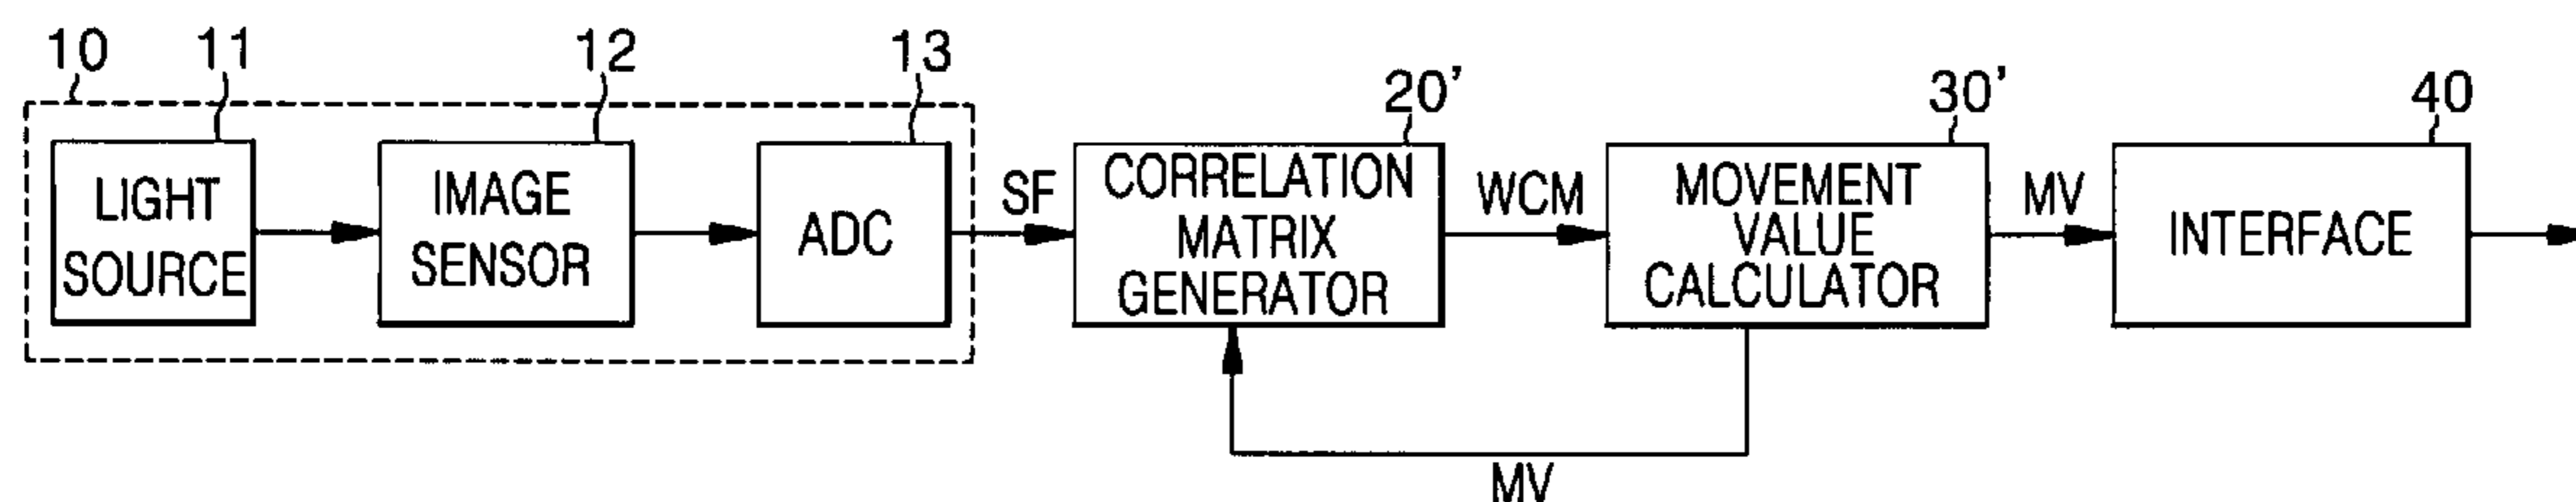 10
11
12
13
20'
30'
40
LIGHT
SOURCE
IMAGE
SENSOR
ADC
SF
CORRELATION
MATRIX
GENERATOR
WCM
MOVEMENT
VALUE
CALCULATOR
MV
INTERFACE
MV